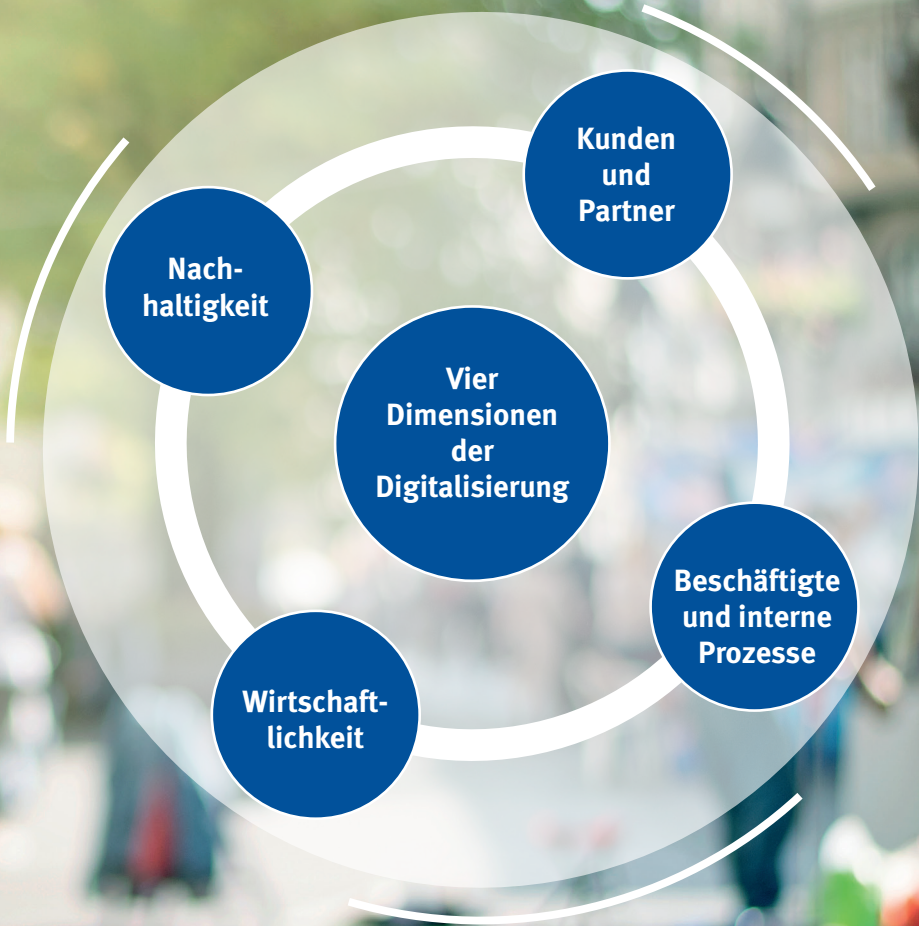 Kunden
und
Partner
Nach-
haltigkeit
Vier
Dimensionen
der
Digitalisierung
Beschäftigte
und interne
Prozesse
Wirtschaft-
lichkeit